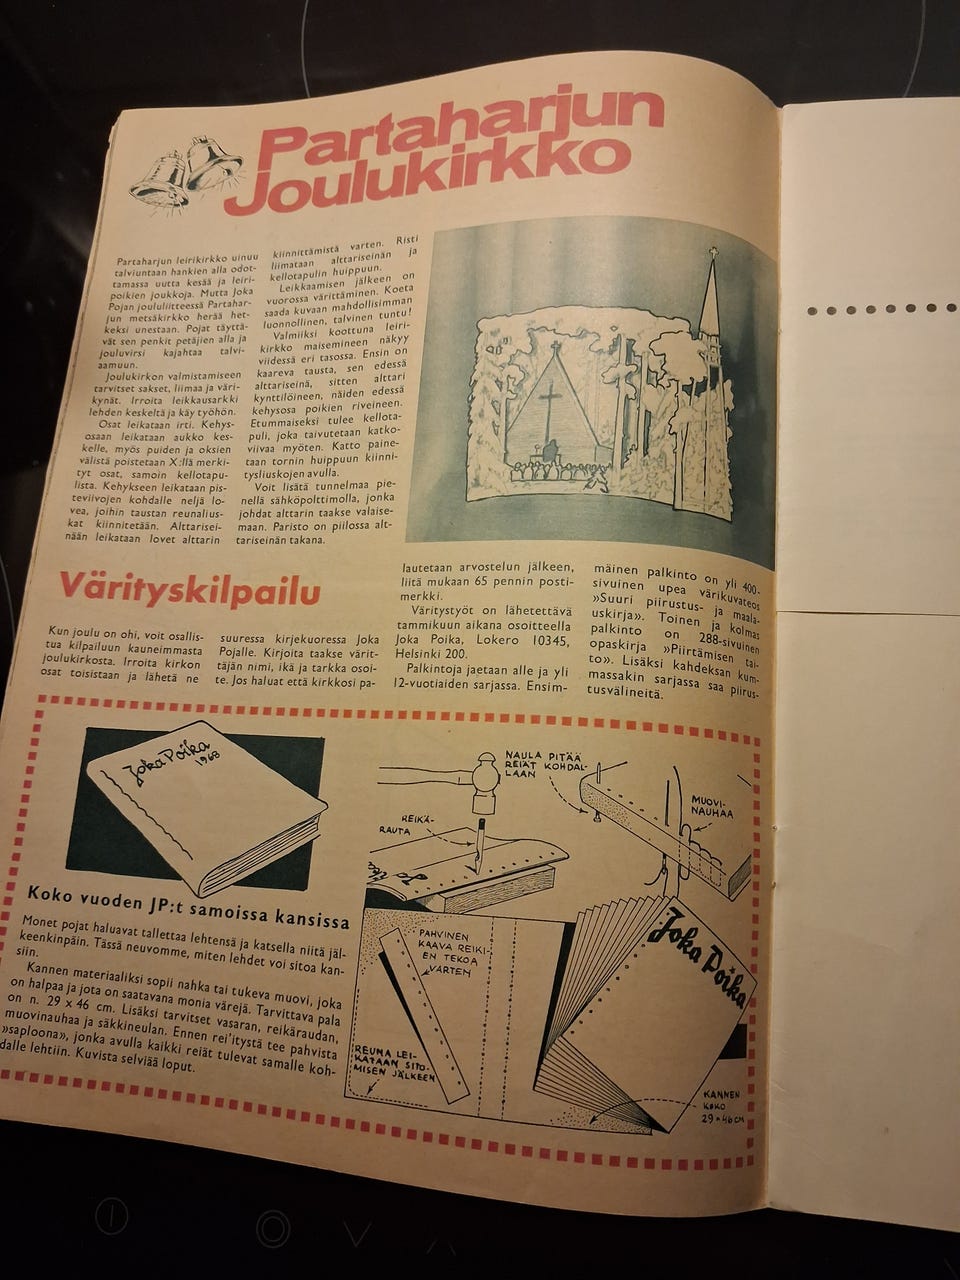 Partaharjun
Joulukirkko
Partaharjun leirikirkko uinuu
talviuntaan hankien alla odot-
tamassa uutta kesää ja leiri-
poikien joukkoja. Mutta Joka
Pojan joululiitteessä Partahar-
jun metsäkirkko herää het-
keksi unestaan. Pojat täyttä-
vät sen penkit petäjien alla ja
jouluvirsi kajahtaa talvi-
aamuun.
Joulukirkon valmistamiseen
tarvitset sakset, liimaa ja väri-
kynät. Irroita leikkausarkki
lehden keskeltä ja käy työhön.
Osat leikataan irti. Kehys-
osaan leikataan aukko kes-
kelle, myös puiden ja oksien
välistä poistetaan X:llä merki-
tyt osat, samoin kellotapu-
lista. Kehykseen leikataan pis-
teviivojen kohdalle neljä lo-
vea, joihin taustan reunalius-
kat kiinnitetään. Alttarisei-
nään leikataan lovet alttarin
kiinnittämistä varten. Risti
liimataan alttariseinän ja
kellotapulin huippuun.
Leikkaamisen jälkeen on
vuorossa värittäminen. Koeta
saada kuvaan mahdollisimman
luonnollinen, talvinen tuntu!
Valmiiksi koottuna leiri-
kirkko maisemineen näkyy
viidessä eri tasossa. Ensin on
kaareva tausta, sen edessä
alttariseinä, sitten alttari
kynttilöineen, näiden edessä
kehysosa poikien riveineen.
Etummaiseksi tulee kellota-
puli, joka taivutetaan katko-
viivaa myöten. Katto paine-
taan tornin huippuun kiinni-
tysliuskojen avulla.
Voit lisätä tunnelmaa pie-
nellä sähköpolttimolla, jonka
johdat alttarin taakse valaise-
maan. Paristo on piilossa alt-
tariseinän takana.
Värityskilpailu
Kun joulu on ohi, voit osallis-
tua kilpailuun kauneimmasta
joulukirkosta. Irroita kirkon
osat toisistaan ja lähetä ne
suuressa kirjekuoressa Joka
Pojalle. Kirjoita taakse värit-
täjän nimi, ikä ja tarkka osoi-
te. Jos haluat että kirkkosi pa-
lautetaan arvostelun jälkeen,
liitä mukaan 65 pennin posti-
merkki.
Väritystyöt on lähetettävä
tammikuun aikana osoitteella
Joka Poika, Lokero 10345,
Helsinki 200.
Palkintoja jaetaan alle ja yli
12-vuotiaiden sarjassa. Ensim-
mäinen palkinto on yli 400-
sivuinen upea värikuvateos
»Suuri piirustus- ja maala-
uskirja». Toinen ja kolmas
palkinto on 288-sivuinen
opaskirja »Piirtämisen tai-
to». Lisäksi kahdeksan kum-
massakin sarjassa saa piirus-
tusvälineitä.
Joka Poika
1968
Koko vuoden JP:t samoissa kansissa
Monet pojat haluavat tallettaa lehtensä ja katsella niitä jäl-
keenkinpäin. Tässä neuvomme, miten lehdet voi sitoa kan-
siin.
Kannen materiaaliksi sopii nahka tai tukeva muovi, joka
on halpaa ja jota on saatavana monia värejä. Tarvittava pala
on n. 29 x 46 cm. Lisäksi tarvitset vasaran, reikäraudan,
muovinauhaa ja säkkineulan. Ennen rei'itystä tee pahvista
»saploona», jonka avulla kaikki reiät tulevat samalle koh-
dalle lehtiin. Kuvista selviää loput.
NAULA PITÄÄ
REIÄT KOHDAL-
LAAN
MUOVI-
NAUHAA
REIKÄ-
RAUTA
PAHVINEN
KAAVA REIKI-
EN TEKOA
VARTEN
Joka Poika
REUNA LEI-
KATAAN SITO-
MISEN JÄLKEEN
KANNEN
KOKO
29×46 CM